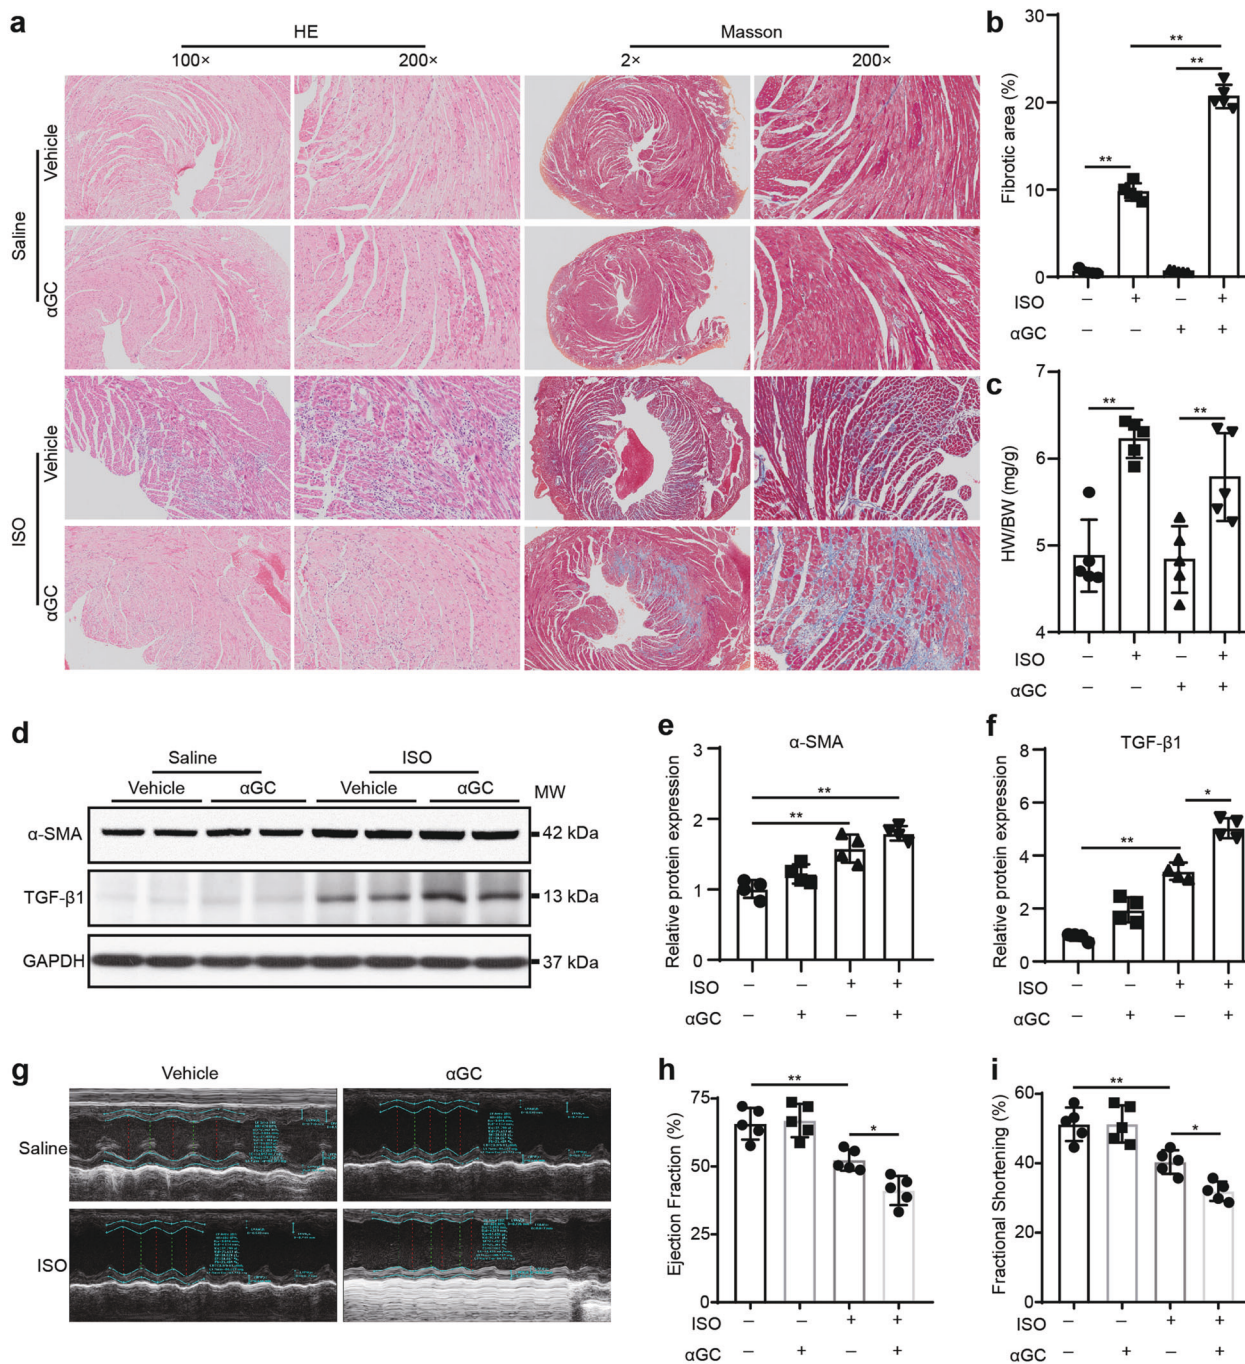 a
HE
Masson
100×
200×
2×
200×
Saline
Vehicle
αGC
ISO
Vehicle
αGC
b
Fibrotic area (%)
30
20
10
0
**
**
**
ISO – + – +
αGC – – + +
c
HW/BW (mg/g)
7
6
5
4
**
**
ISO – + – +
αGC – – + +
d
Saline
ISO
Vehicle
αGC
Vehicle
αGC
MW
α-SMA
42 kDa
TGF-β1
13 kDa
GAPDH
37 kDa
e
α-SMA
Relative protein expression
3
2
1
0
**
**
ISO – – + +
αGC – + – +
f
TGF-β1
Relative protein expression
8
6
4
2
0
*
**
ISO – – + +
αGC – + – +
g
Vehicle
αGC
Saline
ISO
h
Ejection Fraction (%)
75
50
25
0
**
*
ISO – – + +
αGC – + – +
i
Fractional Shortening (%)
60
40
20
0
**
*
ISO – – + +
αGC – + – +